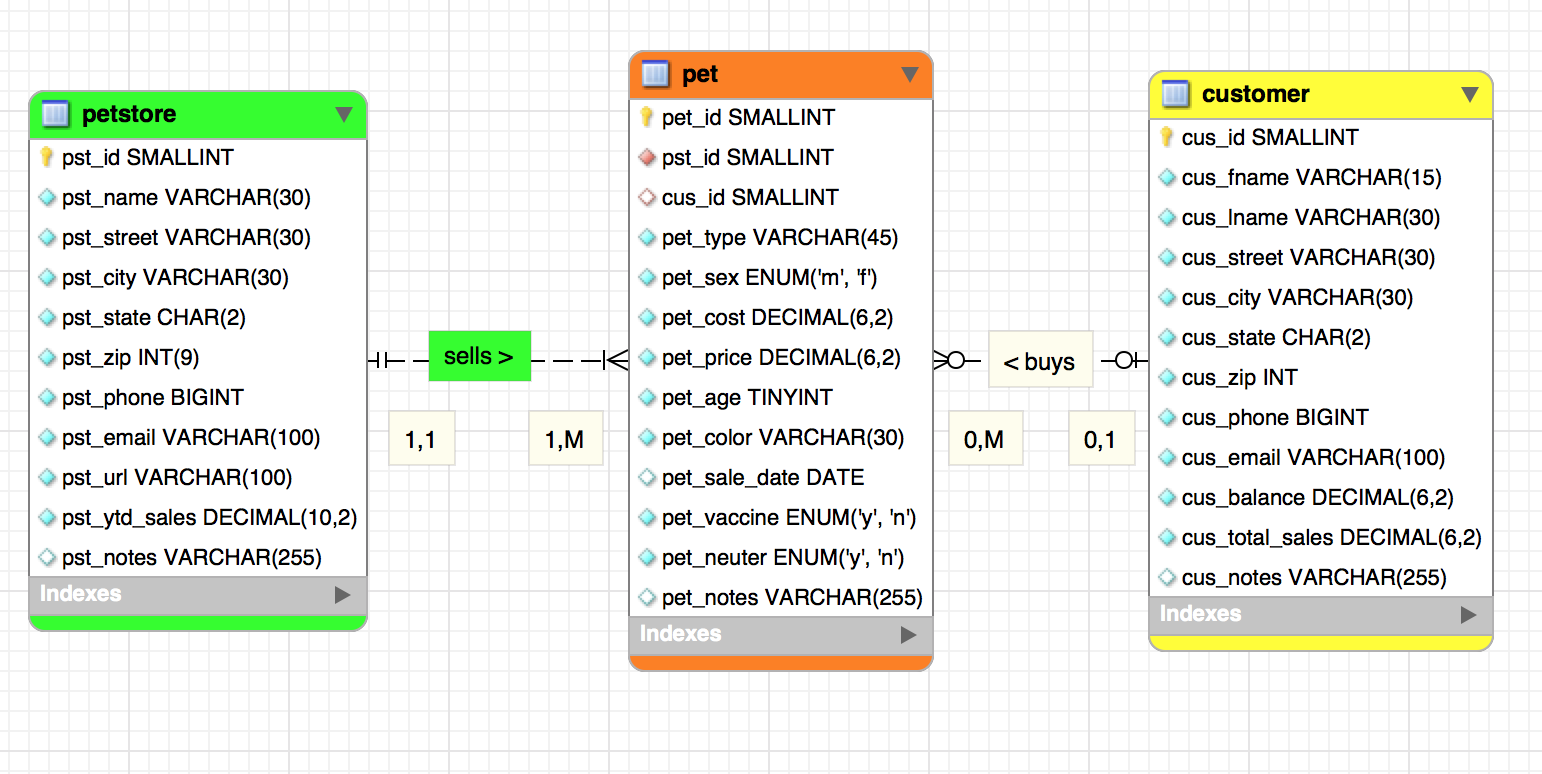 petstore
pst_id SMALLINT
pst_name VARCHAR(30)
pst_street VARCHAR(30)
pst_city VARCHAR(30)
pst_state CHAR(2)
pst_zip INT(9)
pst_phone BIGINT
pst_email VARCHAR(100)
pst_url VARCHAR(100)
pst_ytd_sales DECIMAL(10,2)
pst_notes VARCHAR(255)
Indexes
sells >
1,1
1,M
pet
pet_id SMALLINT
pst_id SMALLINT
cus_id SMALLINT
pet_type VARCHAR(45)
pet_sex ENUM('m', 'f')
pet_cost DECIMAL(6,2)
pet_price DECIMAL(6,2)
pet_age TINYINT
pet_color VARCHAR(30)
pet_sale_date DATE
pet_vaccine ENUM('y', 'n')
pet_neuter ENUM('y', 'n')
pet_notes VARCHAR(255)
Indexes
< buys
0,M
0,1
customer
cus_id SMALLINT
cus_fname VARCHAR(15)
cus_lname VARCHAR(30)
cus_street VARCHAR(30)
cus_city VARCHAR(30)
cus_state CHAR(2)
cus_zip INT
cus_phone BIGINT
cus_email VARCHAR(100)
cus_balance DECIMAL(6,2)
cus_total_sales DECIMAL(6,2)
cus_notes VARCHAR(255)
Indexes